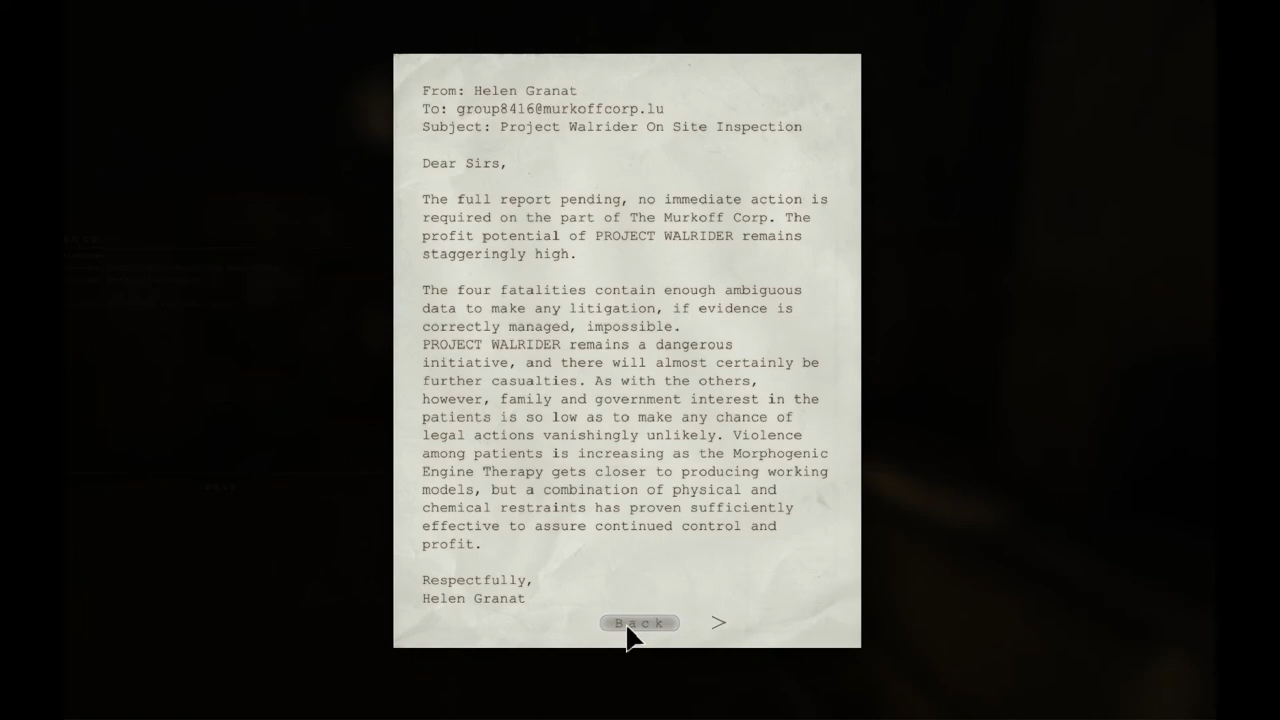 From: Helen Granat
To: group8416@murkoffcorp.lu
Subject: Project Walrider On Site Inspection
Dear Sirs,
The full report pending, no immediate action is
required on the part of The Murkoff Corp. The
profit potential of PROJECT WALRIDER remains
staggeringly high.
The four fatalities contain enough ambiguous
data to make any litigation, if evidence is
correctly managed, impossible.
PROJECT WALRIDER remains a dangerous
initiative, and there will almost certainly be
further casualties. As with the others,
however, family and government interest in the
patients is so low as to make any chance of
legal actions vanishingly unlikely. Violence
among patients is increasing as the Morphogenic
Engine Therapy gets closer to producing working
models, but a combination of physical and
chemical restraints has proven sufficiently
effective to assure continued control and
profit.
Respectfully,
Helen Granat
Back >